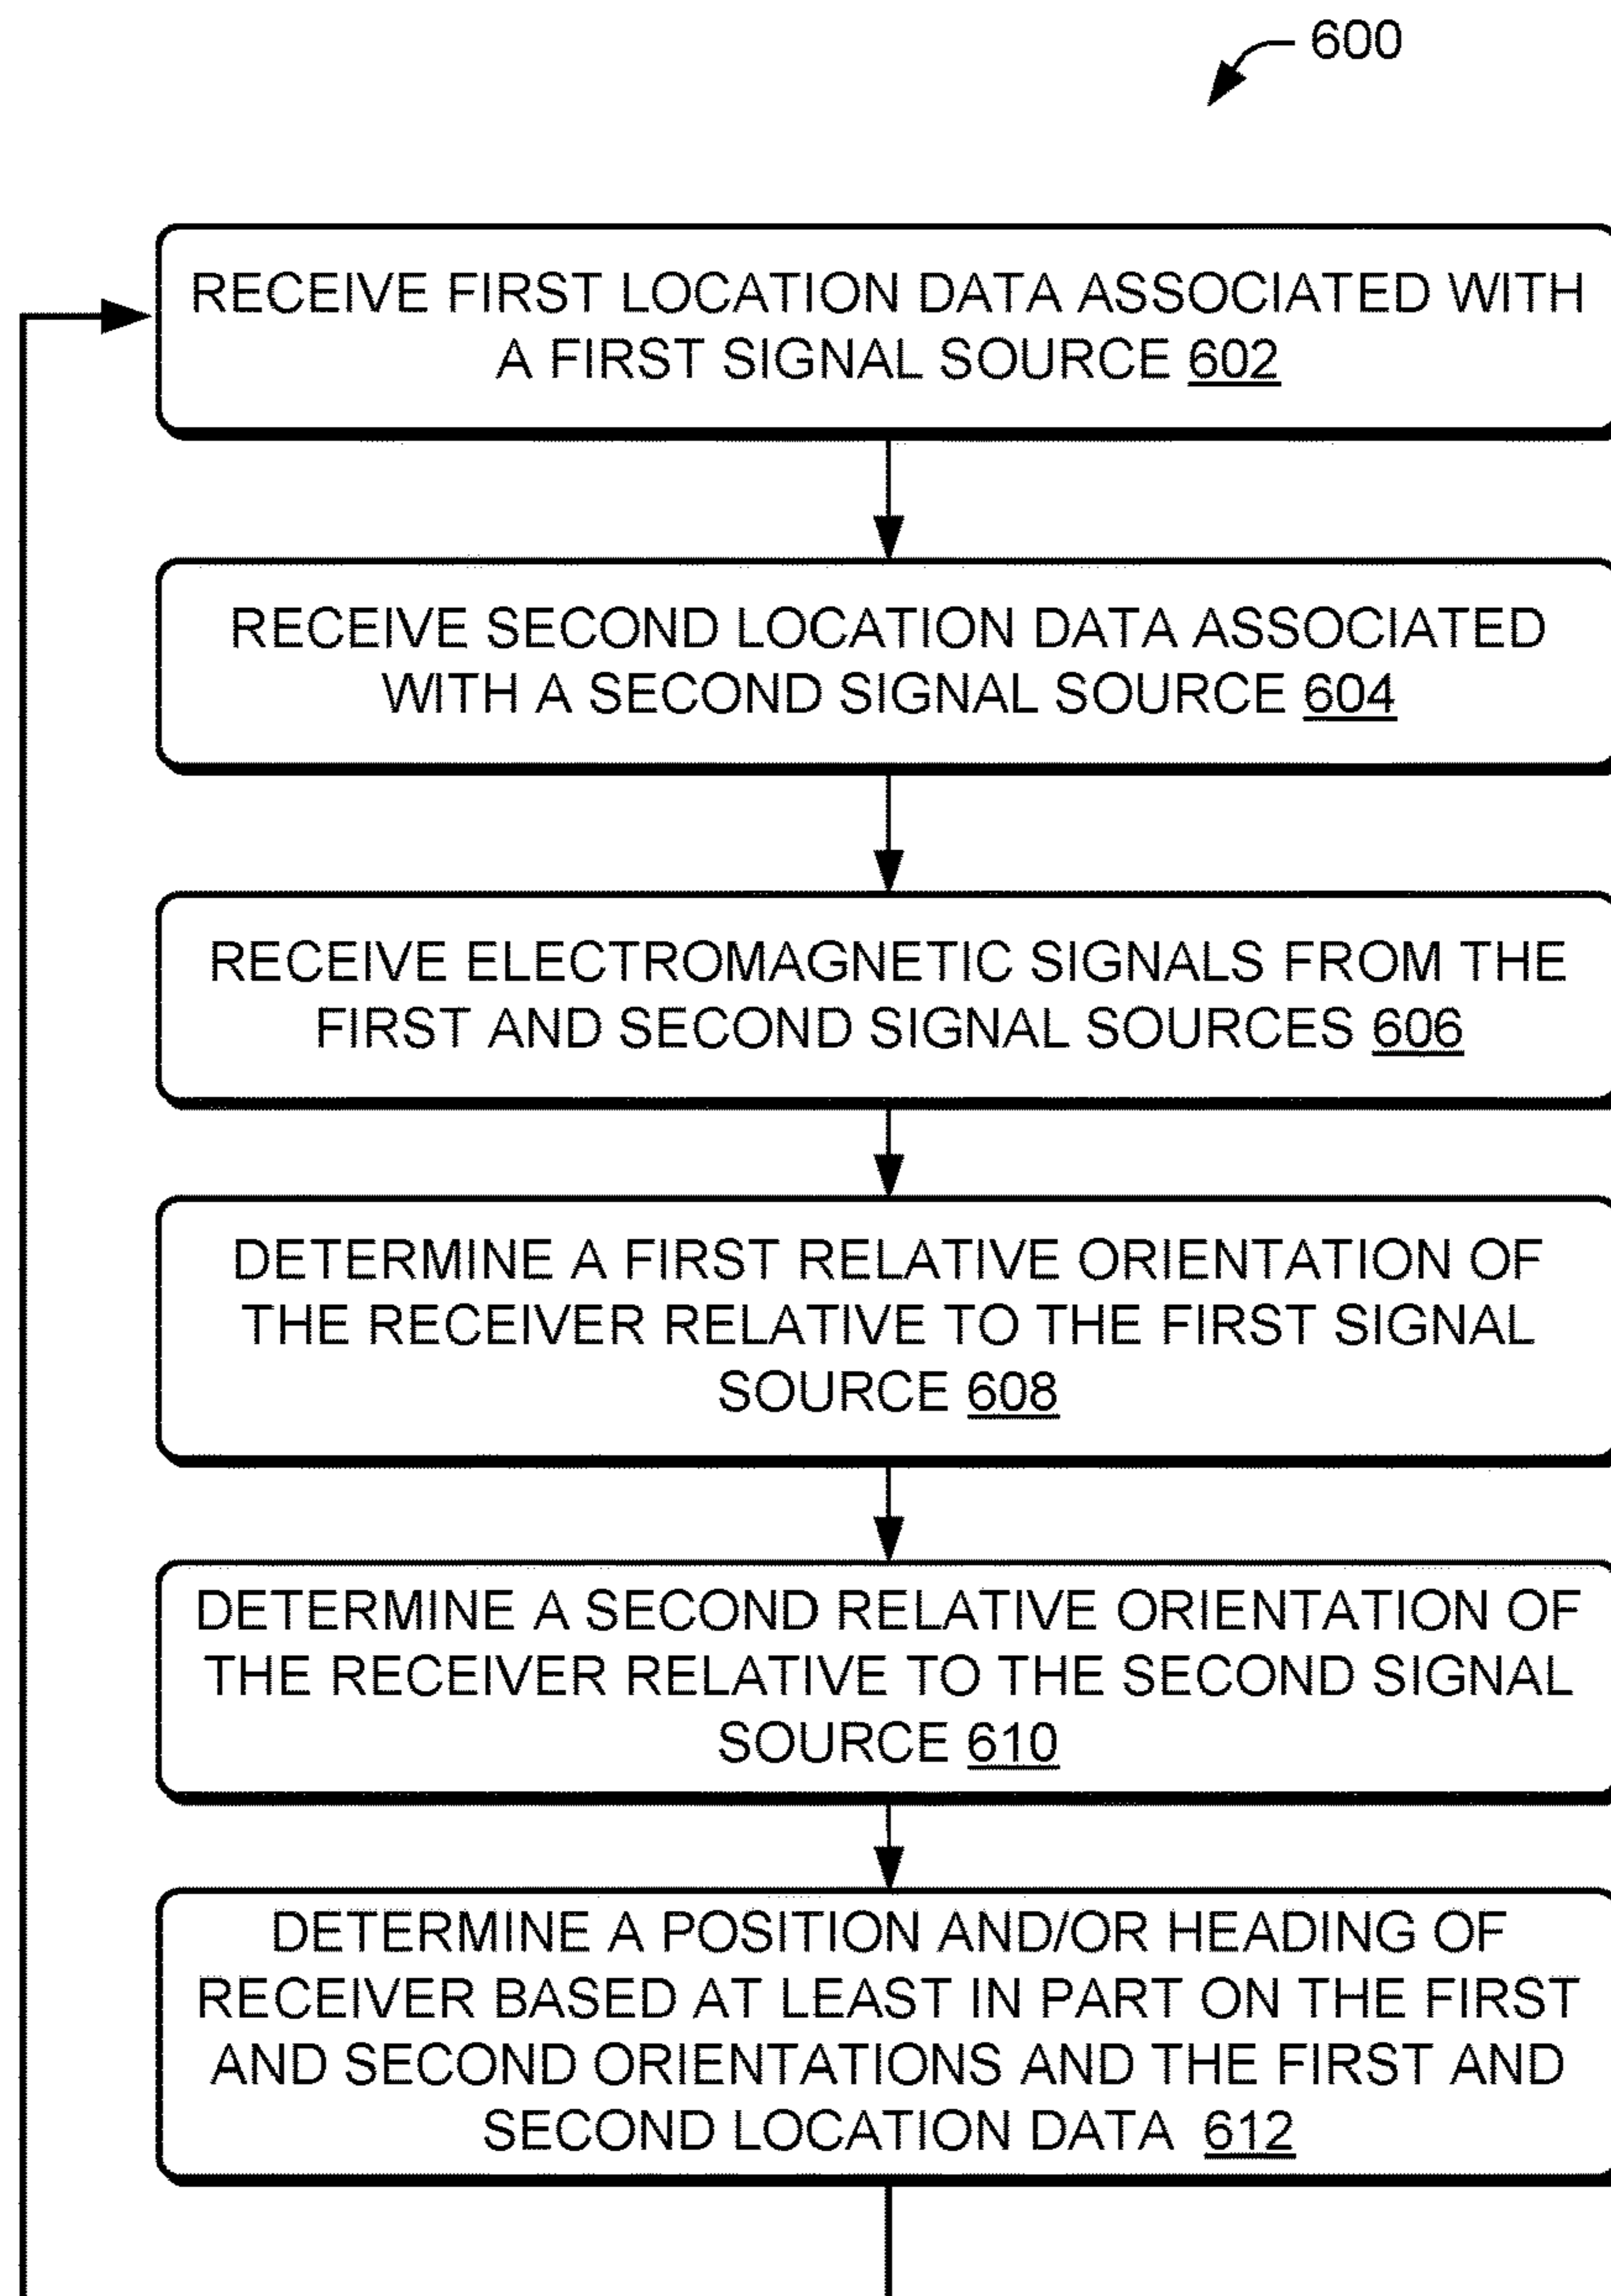 600
RECEIVE FIRST LOCATION DATA ASSOCIATED WITH
A FIRST SIGNAL SOURCE 602
RECEIVE SECOND LOCATION DATA ASSOCIATED
WITH A SECOND SIGNAL SOURCE 604
RECEIVE ELECTROMAGNETIC SIGNALS FROM THE
FIRST AND SECOND SIGNAL SOURCES 606
DETERMINE A FIRST RELATIVE ORIENTATION OF
THE RECEIVER RELATIVE TO THE FIRST SIGNAL
SOURCE 608
DETERMINE A SECOND RELATIVE ORIENTATION OF
THE RECEIVER RELATIVE TO THE SECOND SIGNAL
SOURCE 610
DETERMINE A POSITION AND/OR HEADING OF
RECEIVER BASED AT LEAST IN PART ON THE FIRST
AND SECOND ORIENTATIONS AND THE FIRST AND
SECOND LOCATION DATA 612